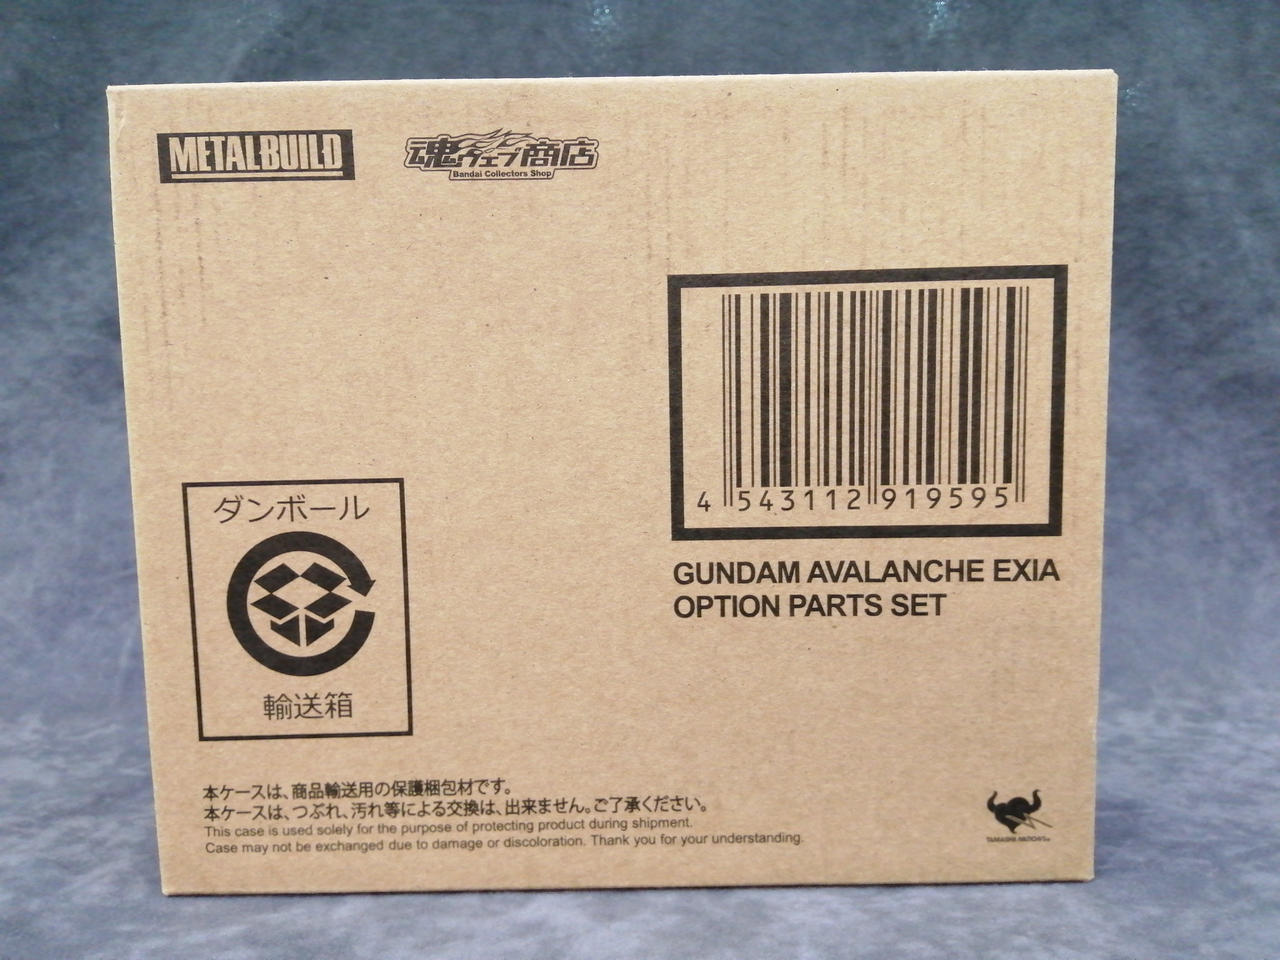 METAL BUILD
魂ウェブ商店
Bandai Collectors Shop
4 543112 919595
GUNDAM AVALANCHE EXIA
OPTION PARTS SET
ダンボール
輸送箱
本ケースは、商品輸送用の保護梱包材です。
本ケースは、つぶれ、汚れ等による交換は、出来ません。ご了承ください。
This case is used solely for the purpose of protecting product during shipment.
Case may not be exchanged due to damage or discoloration. Thank you for your understanding.
TAMASHII NATIONS